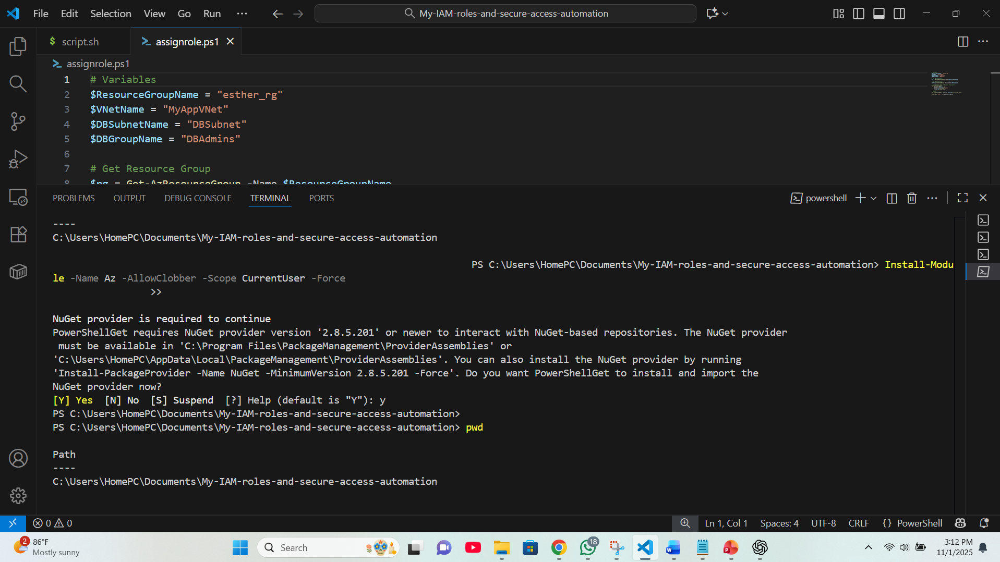 File Edit Selection View Go Run ···
My-IAM-roles-and-secure-access-automation
$ script.sh
assignrole.ps1
assignrole.ps1
1 # Variables
2 $ResourceGroupName = "esther_rg"
3 $VNetName = "MyAppVNet"
4 $DBSubnetName = "DBSubnet"
5 $DBGroupName = "DBAdmins"
6
7 # Get Resource Group
8 $rg = Get-AzResourceGroup -Name $ResourceGroupName
PROBLEMS OUTPUT DEBUG CONSOLE TERMINAL PORTS
powershell
----
C:\Users\HomePC\Documents\My-IAM-roles-and-secure-access-automation
PS C:\Users\HomePC\Documents\My-IAM-roles-and-secure-access-automation> Install-Modu
le -Name Az -AllowClobber -Scope CurrentUser -Force
>>
NuGet provider is required to continue
PowerShellGet requires NuGet provider version '2.8.5.201' or newer to interact with NuGet-based repositories. The NuGet provider
must be available in 'C:\Program Files\PackageManagement\ProviderAssemblies' or
'C:\Users\HomePC\AppData\Local\PackageManagement\ProviderAssemblies'. You can also install the NuGet provider by running
'Install-PackageProvider -Name NuGet -MinimumVersion 2.8.5.201 -Force'. Do you want PowerShellGet to install and import the
NuGet provider now?
[Y] Yes [N] No [S] Suspend [?] Help (default is "Y"): y
PS C:\Users\HomePC\Documents\My-IAM-roles-and-secure-access-automation>
PS C:\Users\HomePC\Documents\My-IAM-roles-and-secure-access-automation> pwd
Path
----
C:\Users\HomePC\Documents\My-IAM-roles-and-secure-access-automation
0 0
Ln 1, Col 1 Spaces: 4 UTF-8 CRLF {} PowerShell
2
86°F
Mostly sunny
Search
18
3:12 PM
11/1/2025